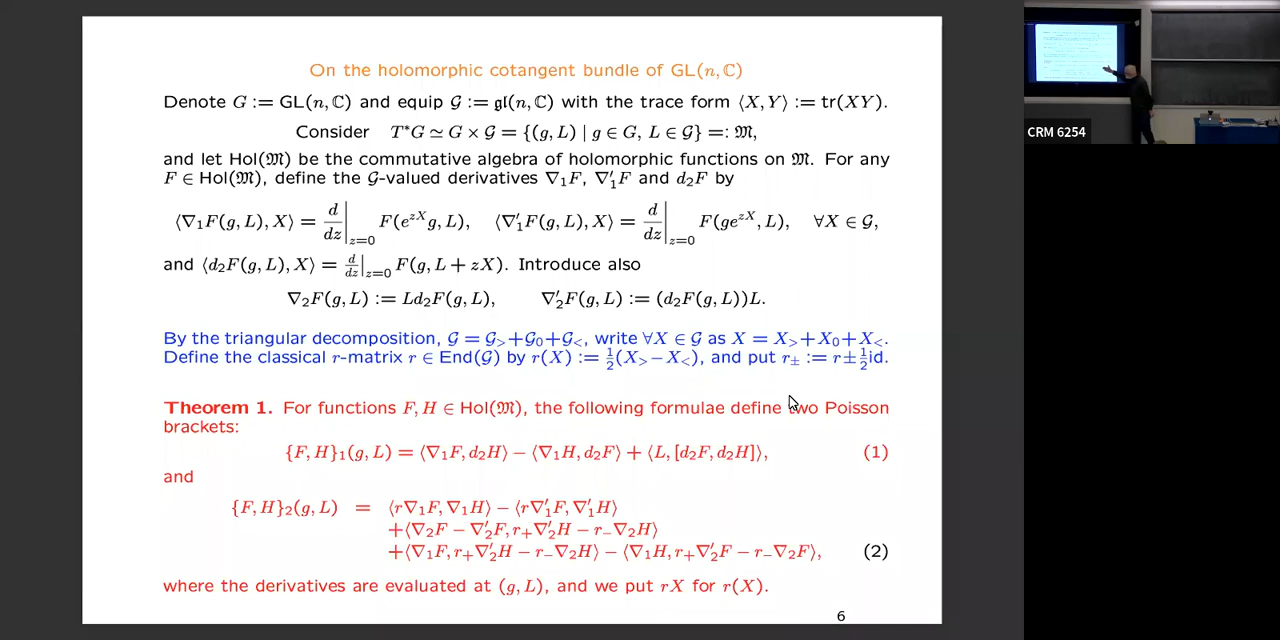 On the holomorphic cotangent bundle of GL(n, ℂ)
Denote G := GL(n, ℂ) and equip 𝒢 := 𝔤𝔩(n, ℂ) with the trace form ⟨X, Y⟩ := tr(XY).
Consider T*G ≃ G × 𝒢 = {(g, L) | g ∈ G, L ∈ 𝒢} =: 𝔐,
and let Hol(𝔐) be the commutative algebra of holomorphic functions on 𝔐. For any
F ∈ Hol(𝔐), define the 𝒢-valued derivatives ∇₁F, ∇′₁F and d₂F by
⟨∇₁F(g, L), X⟩ = d/dz|_{z=0} F(e^{zX}g, L), ⟨∇′₁F(g, L), X⟩ = d/dz|_{z=0} F(ge^{zX}, L), ∀X ∈ 𝒢,
and ⟨d₂F(g, L), X⟩ = d/dz|_{z=0} F(g, L + zX). Introduce also
∇₂F(g, L) := Ld₂F(g, L), ∇′₂F(g, L) := (d₂F(g, L))L.
By the triangular decomposition, 𝒢 = 𝒢_> + 𝒢₀ + 𝒢_<, write ∀X ∈ 𝒢 as X = X_> + X₀ + X_<.
Define the classical r-matrix r ∈ End(𝒢) by r(X) := ½(X_> − X_<), and put r_± := r ± ½id.
Theorem 1. For functions F, H ∈ Hol(𝔐), the following formulae define two Poisson
brackets:
{F, H}₁(g, L) = ⟨∇₁F, d₂H⟩ − ⟨∇₁H, d₂F⟩ + ⟨L, [d₂F, d₂H]⟩, (1)
and
{F, H}₂(g, L) = ⟨r∇₁F, ∇₁H⟩ − ⟨r∇′₁F, ∇′₁H⟩
+⟨∇₂F − ∇′₂F, r₊∇′₂H − r₋∇₂H⟩
+⟨∇₁F, r₊∇′₂H − r₋∇₂H⟩ − ⟨∇₁H, r₊∇′₂F − r₋∇₂F⟩, (2)
where the derivatives are evaluated at (g, L), and we put rX for r(X).
6
CRM 6254